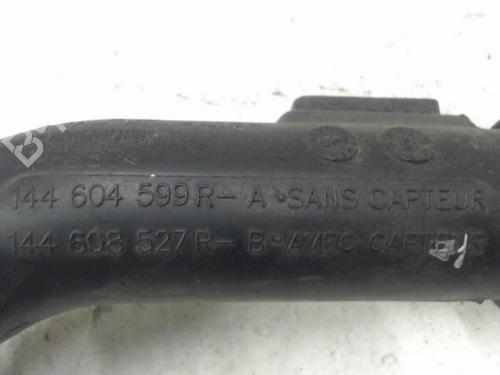 144 604 599 R- A SANS CAPTEUR
144 608 527 R- B AVEC CAPTEUR